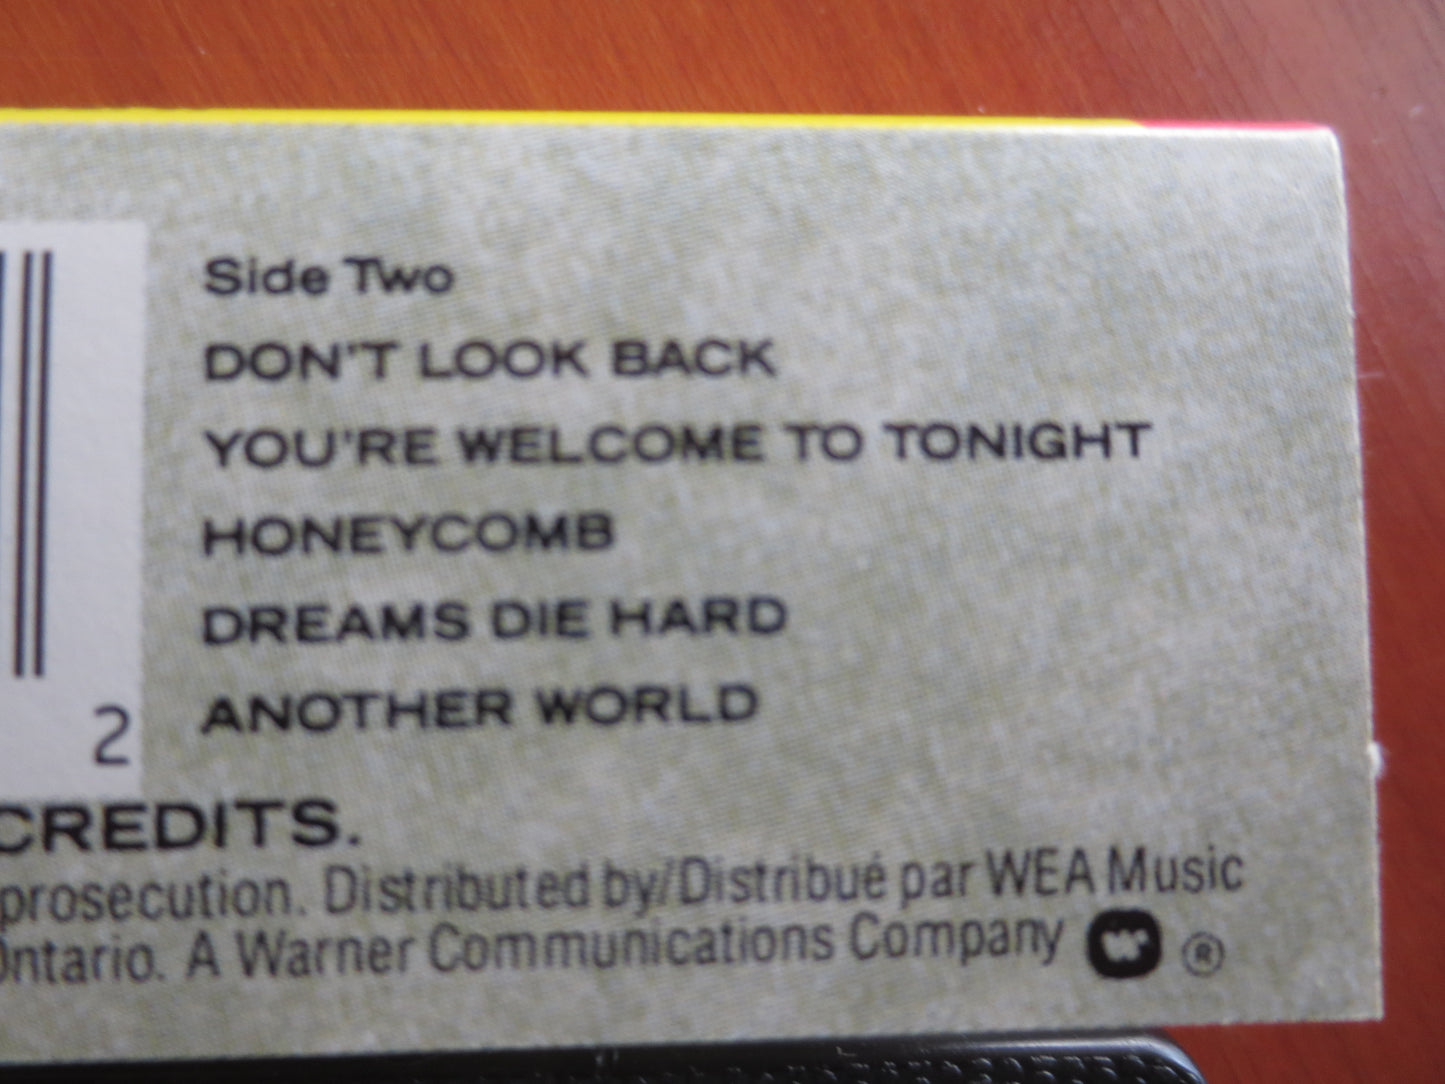 Side Two
DON'T LOOK BACK
YOU'RE WELCOME TO TONIGHT
HONEYCOMB
DREAMS DIE HARD
ANOTHER WORLD
2
CREDITS.
prosecution. Distributed by/Distribué par WEA Music
Ontario. A Warner Communications Company W ®